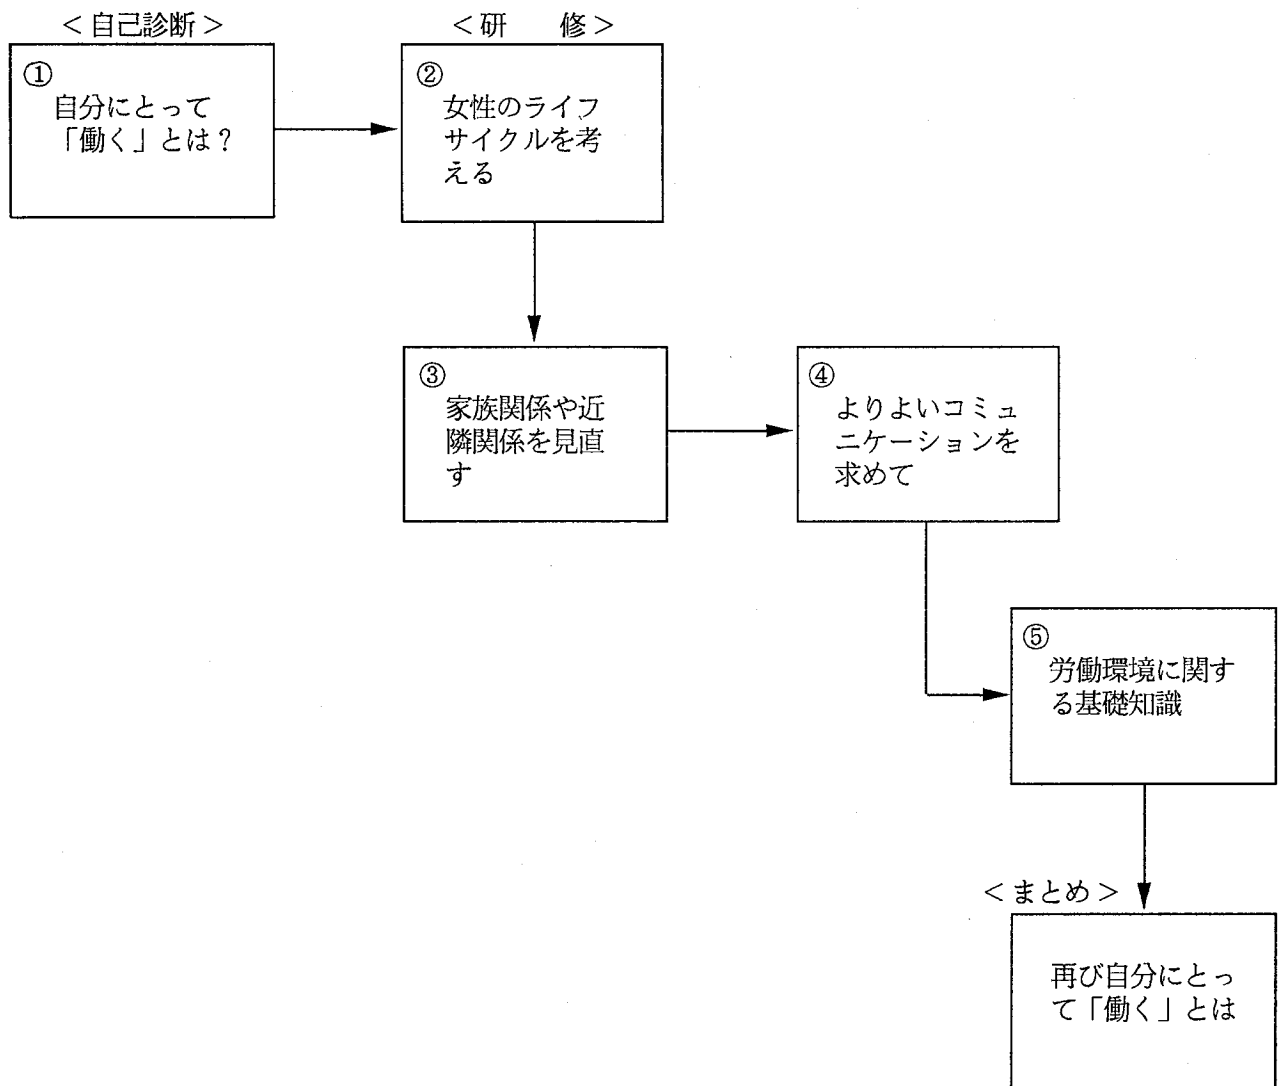 ＜自己診断＞
①
自分にとって
「働く」とは？
＜研　修＞
②
女性のライフ
サイクルを考
える
③
家族関係や近
隣関係を見直
す
④
よりよいコミュ
ニケーションを
求めて
⑤
労働環境に関す
る基礎知識
＜まとめ＞
再び自分にとっ
て「働く」とは